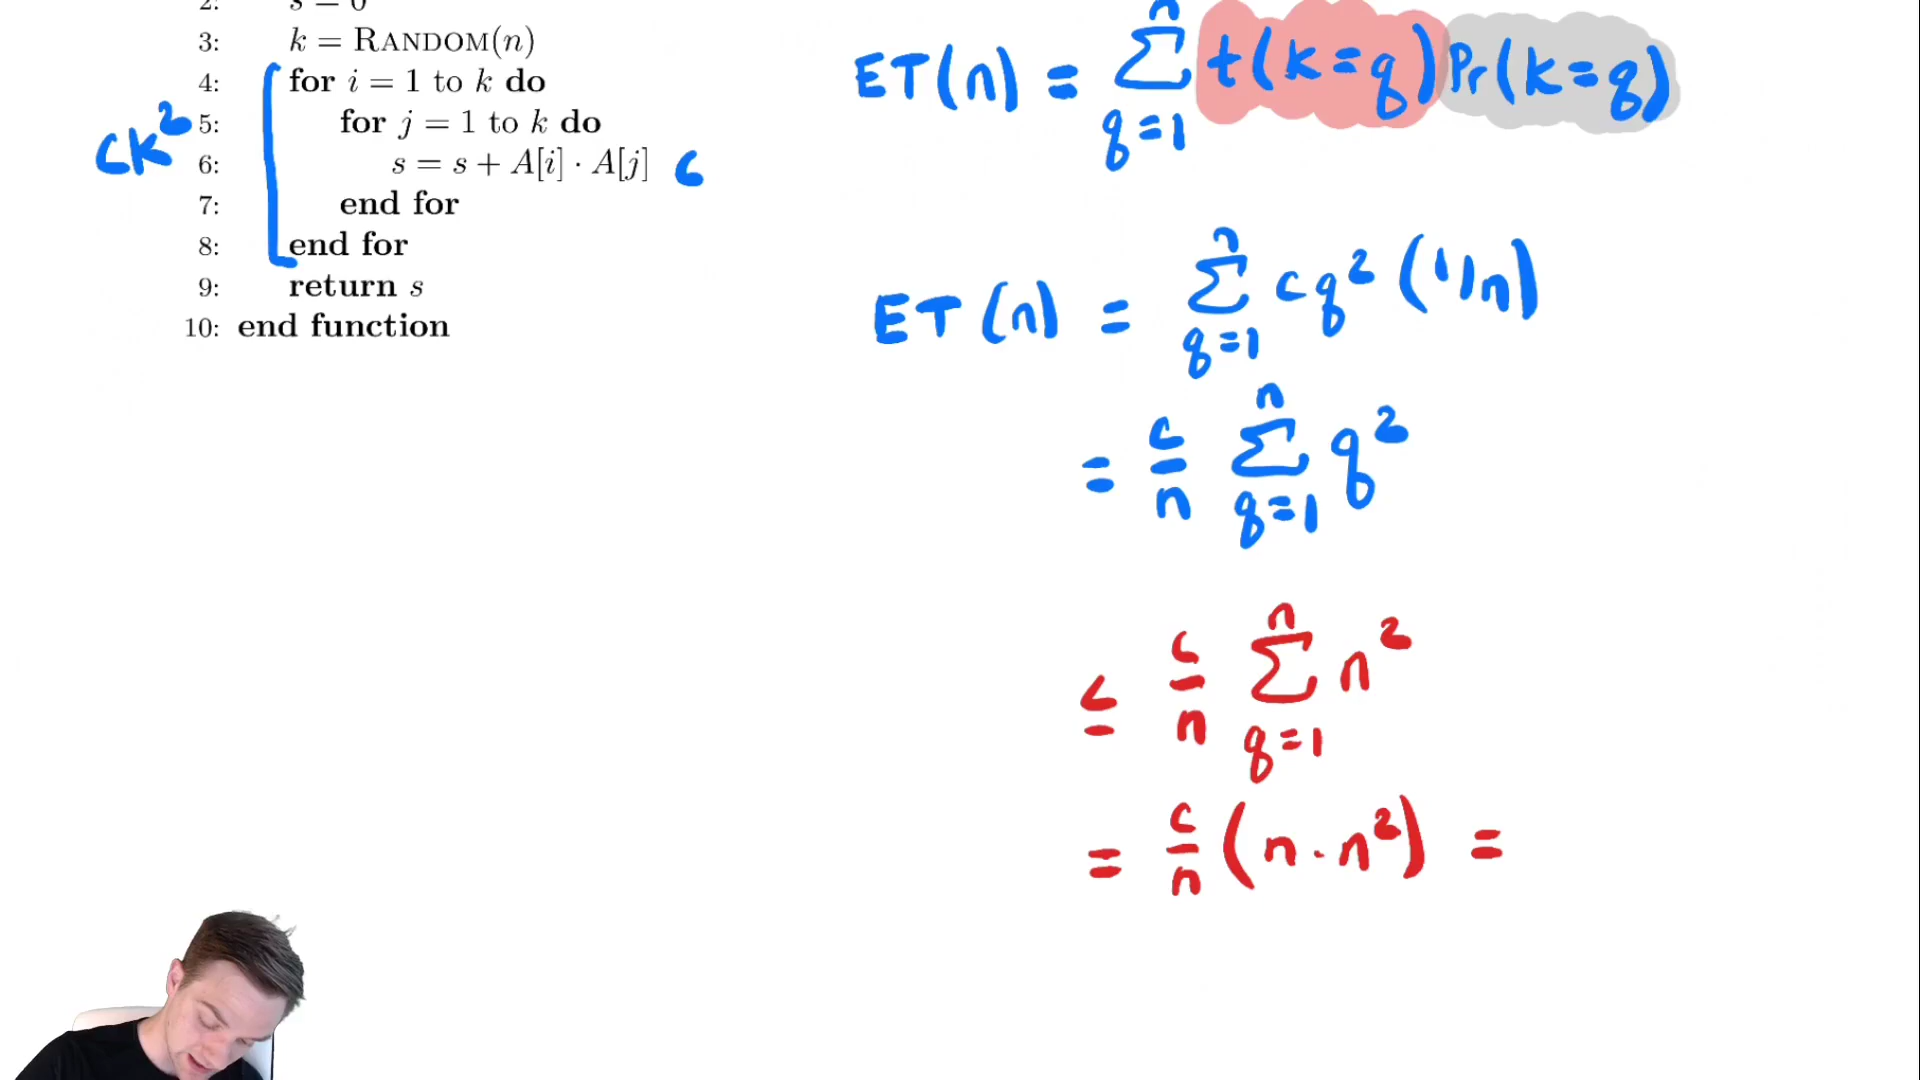 2: s = 0
3: k = RANDOM(n)
4: for i = 1 to k do
5: for j = 1 to k do
6: s = s + A[i] · A[j] c
7: end for
8: end for
9: return s
10: end function
ck²
ET(n) = Σ_{q=1}^{n} t(k=q) Pr(k=q)
ET(n) = Σ_{q=1}^{n} cq² (1/n)
= c/n Σ_{q=1}^{n} q²
≤ c/n Σ_{q=1}^{n} n²
= c/n (n · n²) =